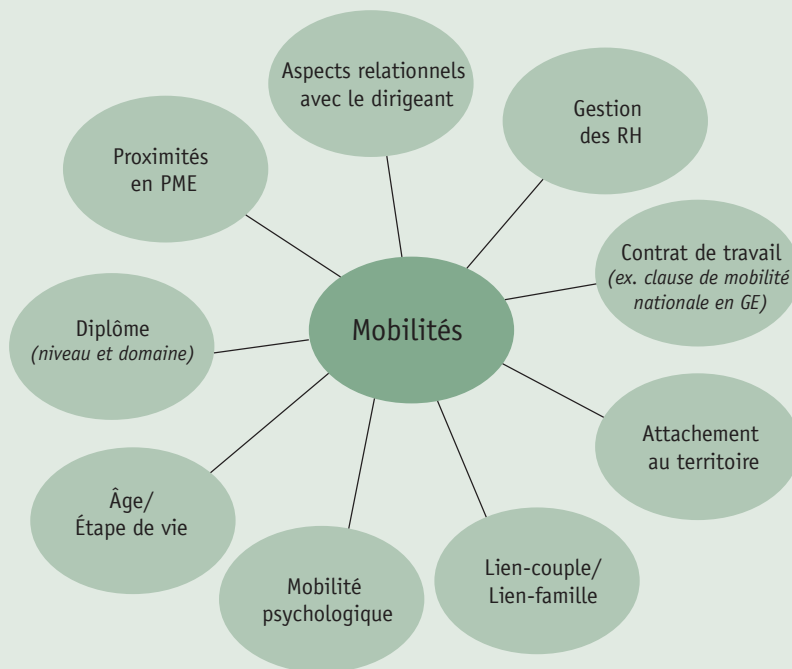 Aspects relationnels
avec le dirigeant
Gestion
des RH
Proximités
en PME
Contrat de travail
(ex. clause de mobilité
nationale en GE)
Mobilités
Diplôme
(niveau et domaine)
Attachement
au territoire
Âge/
Étape de vie
Lien-couple/
Lien-famille
Mobilité
psychologique